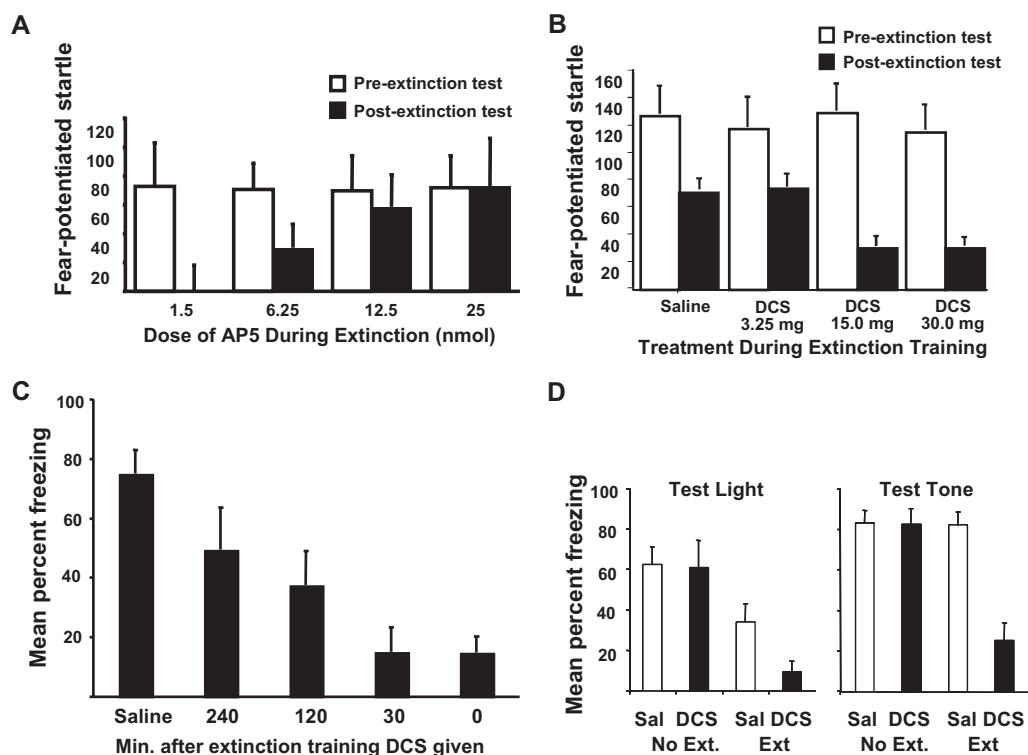 A
Pre-extinction test
Post-extinction test
Fear-potentiated startle
120
100
80
60
40
20
1.5 6.25 12.5 25
Dose of AP5 During Extinction (nmol)
B
Pre-extinction test
Post-extinction test
Fear-potentiated startle
160
140
120
100
80
60
40
20
0
Saline DCS DCS DCS
3.25 mg 15.0 mg 30.0 mg
Treatment During Extinction Training
C
Mean percent freezing
100
80
60
40
20
Saline 240 120 30 0
Min. after extinction training DCS given
D
Mean percent freezing
100
80
60
40
20
Test Light Test Tone
Sal DCS Sal DCS Sal DCS Sal DCS
No Ext. Ext No Ext. Ext